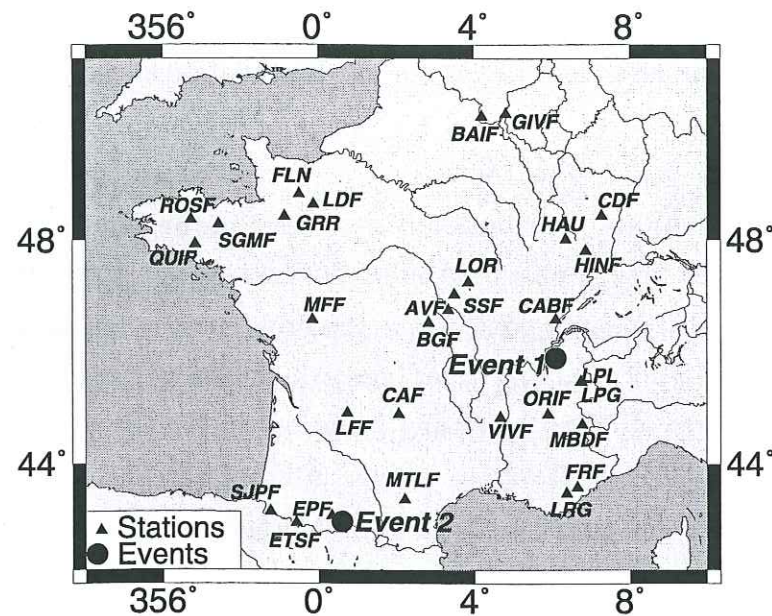 356° 0° 4° 8°
BAIF GIVF
FLN
LDF
ROSF CDF
GRR HAU
48° SGMF 48°
QUIF HINF
LOR
MFF AVF SSF CABF
BGF
Event 1
LPL
CAF ORIF LPG
LFF VIVF MBDF
44° 44°
FRF
MTLF
SJPF LRG
EPF Event 2
Stations ETSF
Events
356° 0° 4° 8°